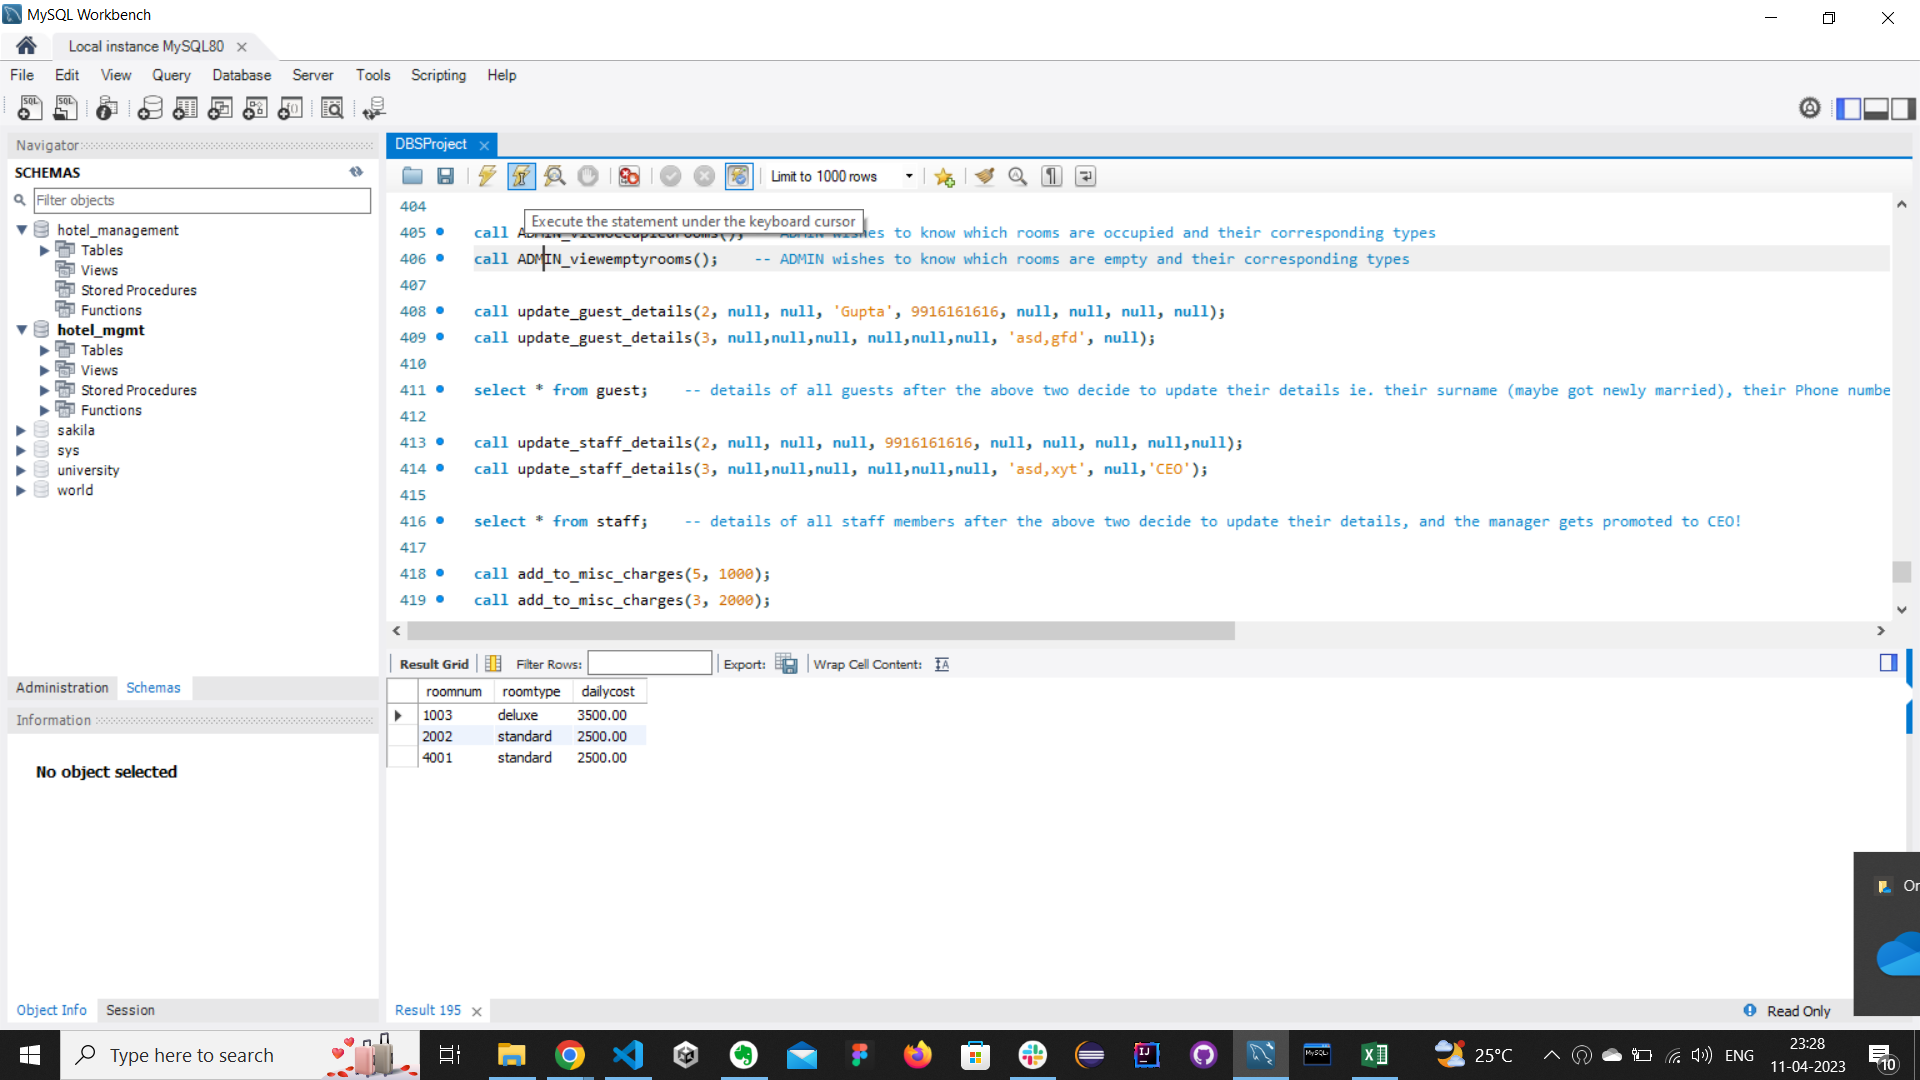 MySQL Workbench
Local instance MySQL80
File Edit View Query Database Server Tools Scripting Help
Navigator
SCHEMAS
Filter objects
hotel_management
Tables
Views
Stored Procedures
Functions
hotel_mgmt
Tables
Views
Stored Procedures
Functions
sakila
sys
university
world
Administration Schemas
Information
No object selected
Object Info Session
DBSProject
Limit to 1000 rows
Execute the statement under the keyboard cursor
404
405 call ADMIN_viewoccupiedrooms(); -- ADMIN wishes to know which rooms are occupied and their corresponding types
406 call ADMIN_viewemptyrooms(); -- ADMIN wishes to know which rooms are empty and their corresponding types
407
408 call update_guest_details(2, null, null, 'Gupta', 9916161616, null, null, null, null);
409 call update_guest_details(3, null,null,null, null,null,null, 'asd,gfd', null);
410
411 select * from guest; -- details of all guests after the above two decide to update their details ie. their surname (maybe got newly married), their Phone numbe
412
413 call update_staff_details(2, null, null, null, 9916161616, null, null, null, null,null);
414 call update_staff_details(3, null,null,null, null,null,null, 'asd,xyt', null,'CEO');
415
416 select * from staff; -- details of all staff members after the above two decide to update their details, and the manager gets promoted to CEO!
417
418 call add_to_misc_charges(5, 1000);
419 call add_to_misc_charges(3, 2000);
Result Grid Filter Rows: Export: Wrap Cell Content:
roomnum roomtype dailycost
1003 deluxe 3500.00
2002 standard 2500.00
4001 standard 2500.00
Result 195
Read Only
Or
Type here to search
25°C
ENG
23:28
11-04-2023
10